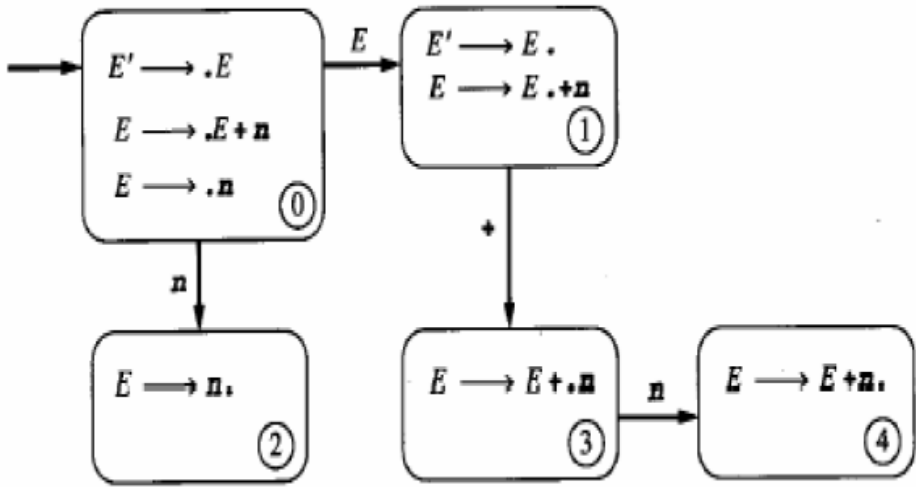 E' ⟶ .E
E ⟶ .E+n
E ⟶ .n
0
E
E' ⟶ E.
E ⟶ E.+n
1
n
+
E ⟶ n.
2
E ⟶ E+.n
3
n
E ⟶ E+n.
4